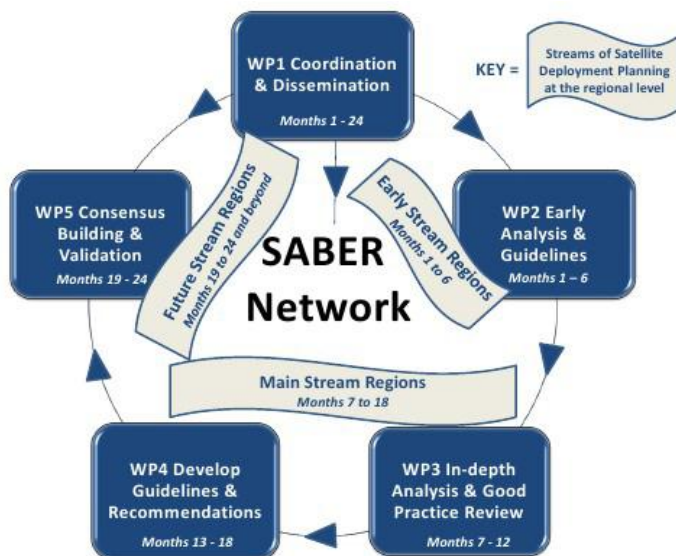 WP1 Coordination
& Dissemination
Months 1 - 24
KEY =
Streams of Satellite
Deployment Planning
at the regional level
WP5 Consensus
Building &
Validation
Months 19 - 24
Future Stream Regions
Months 19 to 24 and beyond
Early Stream Regions
Months 1 to 6
WP2 Early
Analysis &
Guidelines
Months 1 – 6
SABER
Network
Main Stream Regions
Months 7 to 18
WP4 Develop
Guidelines &
Recommendations
Months 13 - 18
WP3 In-depth
Analysis & Good
Practice Review
Months 7 - 12